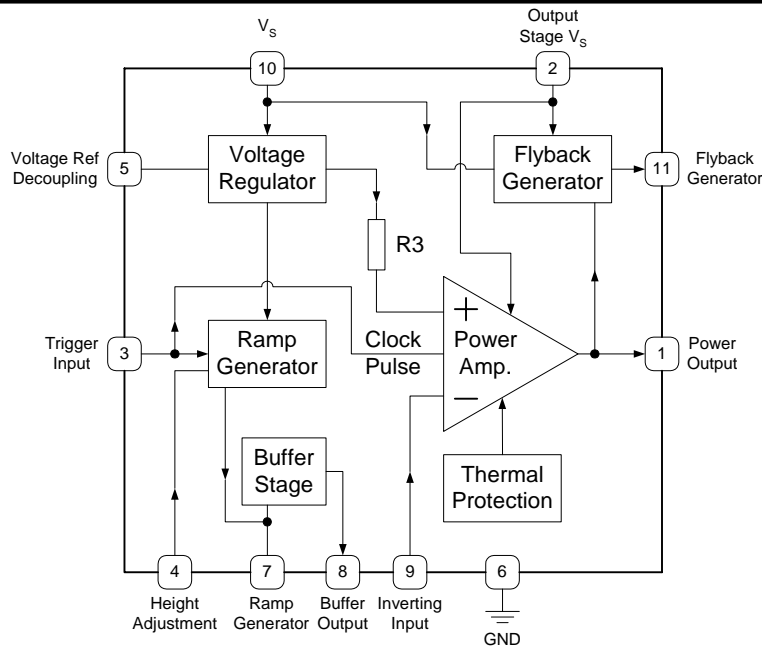 V_S
Output
Stage V_S
10
2
Voltage Ref
Decoupling
5
Voltage
Regulator
Flyback
Generator
11
Flyback
Generator
R3
Trigger
Input
3
Ramp
Generator
Clock
Pulse
+
Power
Amp.
−
1
Power
Output
Buffer
Stage
Thermal
Protection
4
7
8
9
6
Height
Adjustment
Ramp
Generator
Buffer
Output
Inverting
Input
GND